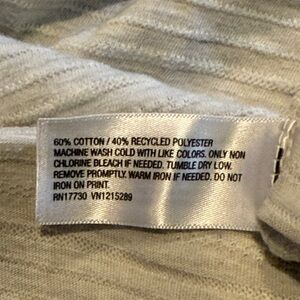 60% COTTON / 40% RECYCLED POLYESTER
MACHINE WASH COLD WITH LIKE COLORS. ONLY NON
CHLORINE BLEACH IF NEEDED. TUMBLE DRY LOW.
REMOVE PROMPTLY. WARM IRON IF NEEDED. DO NOT
IRON ON PRINT.
RN17730 VN1215289